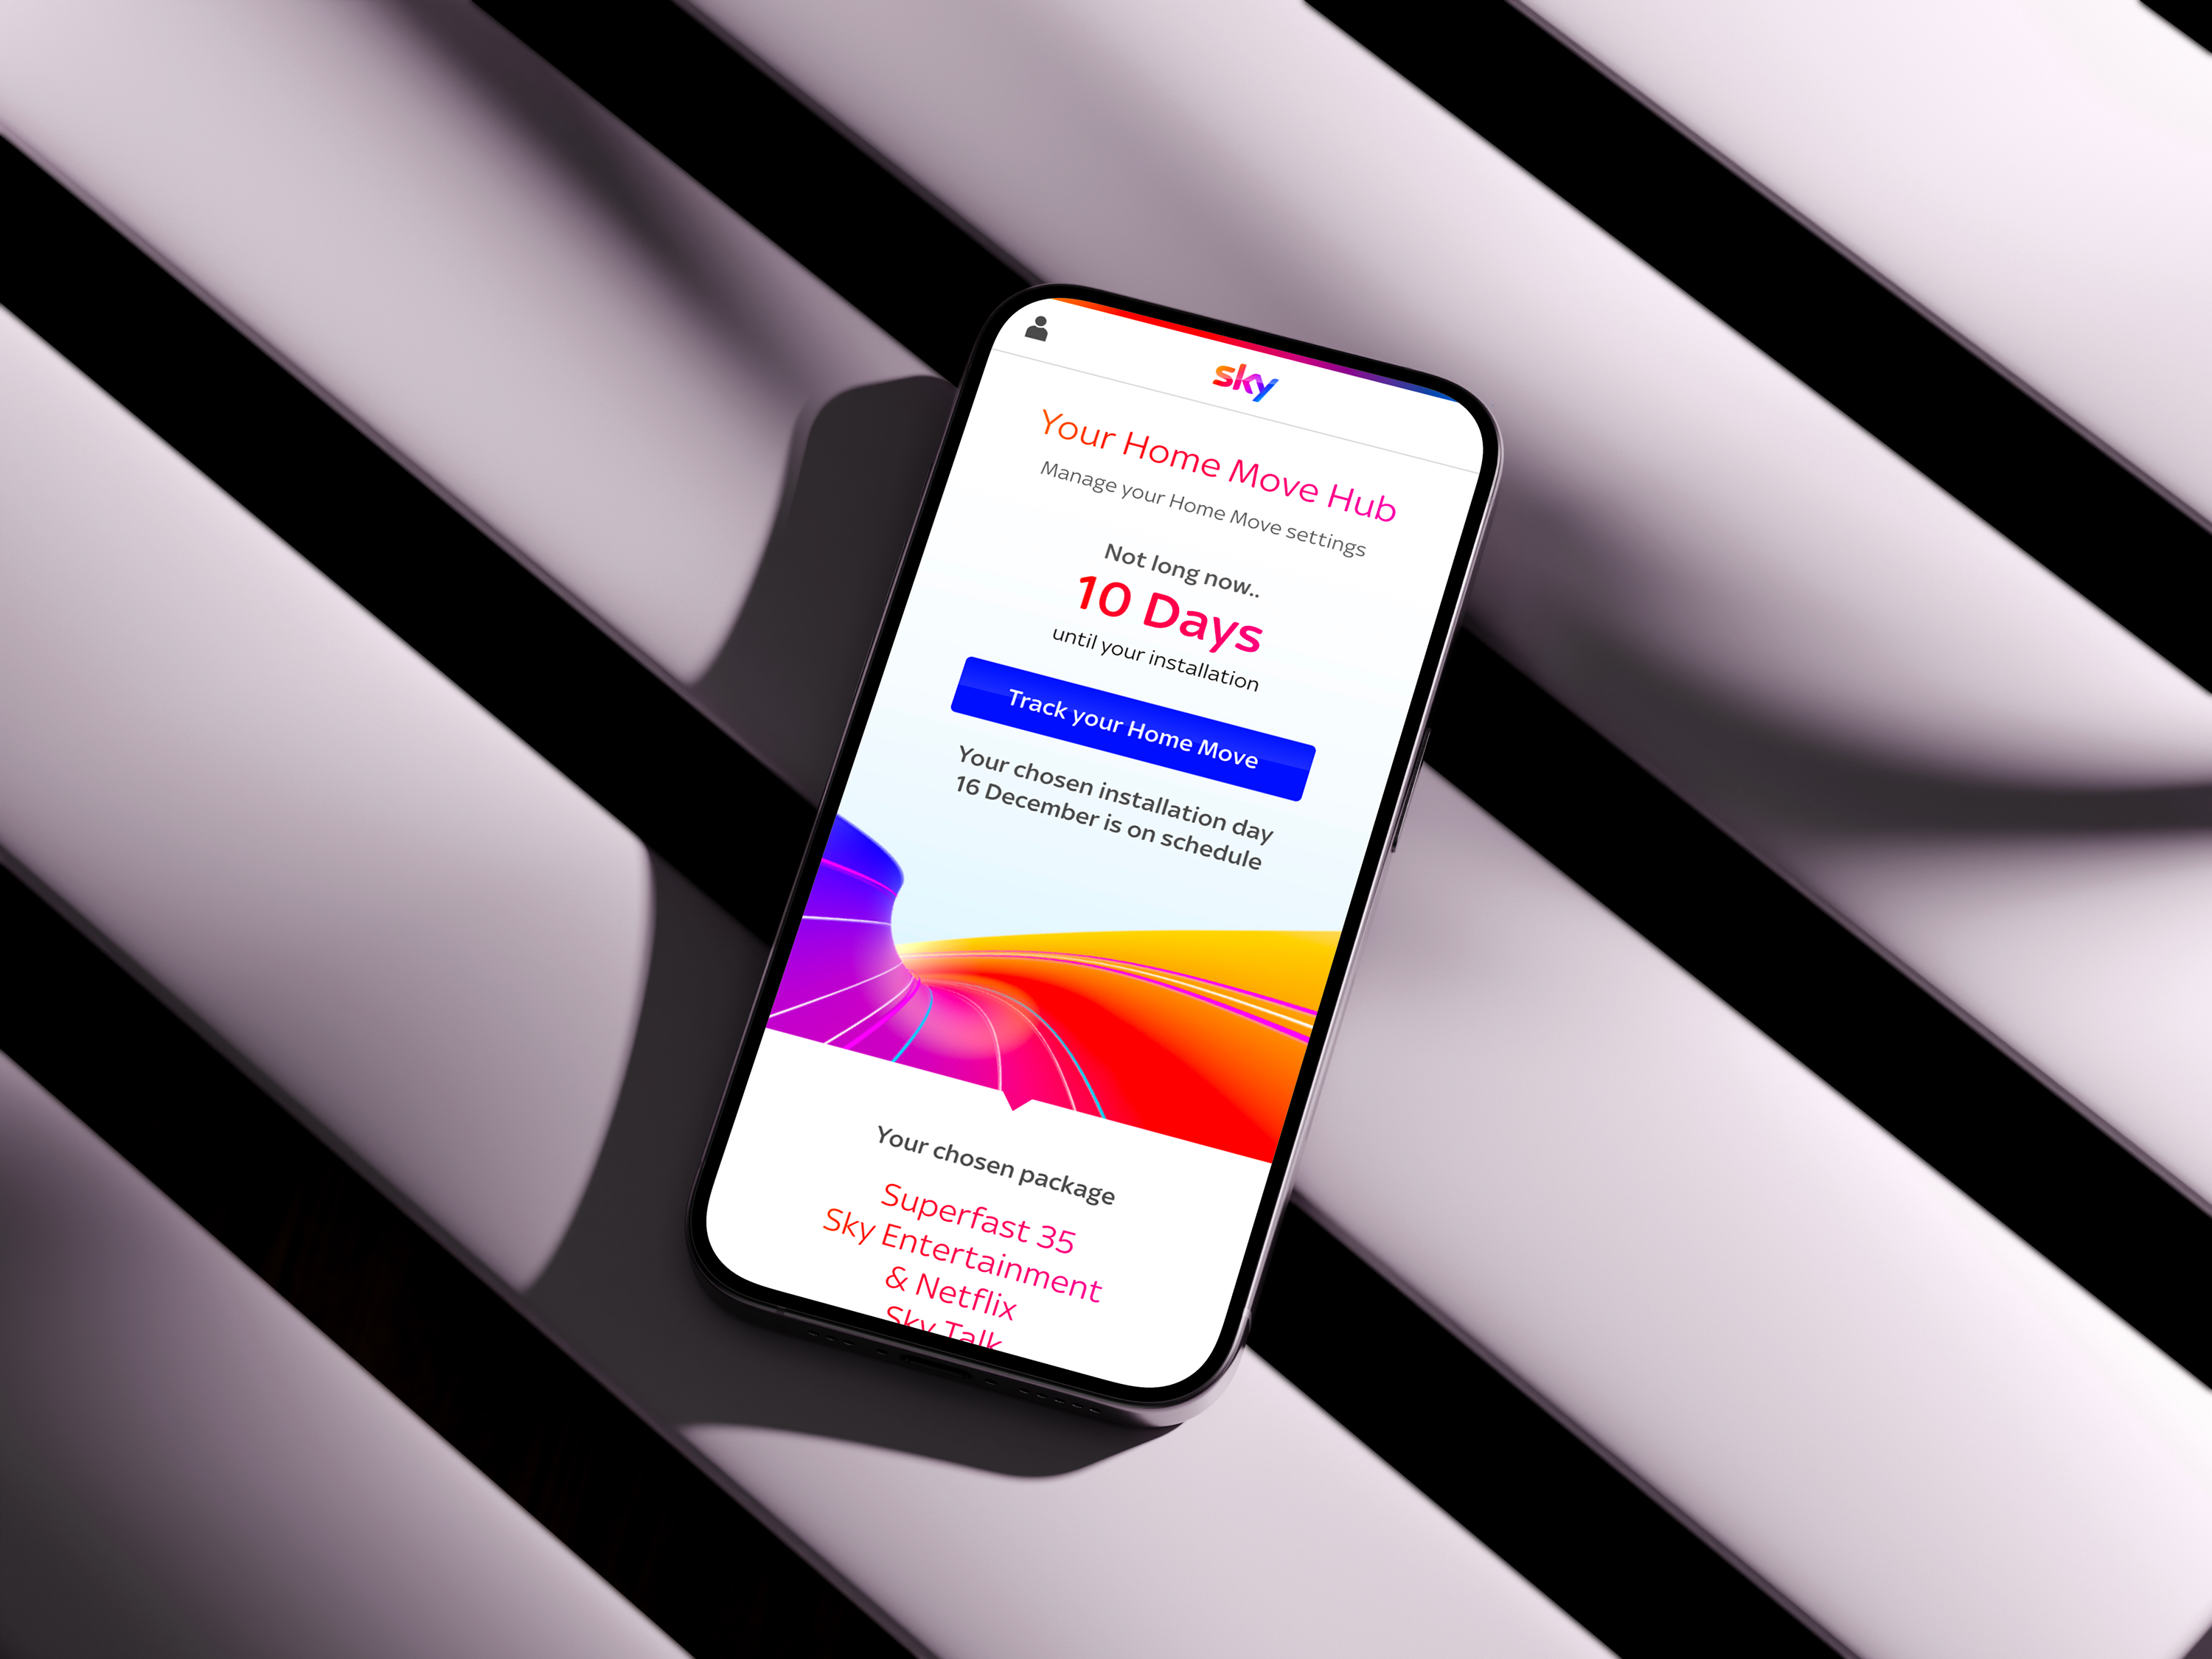 sky
Your Home Move Hub
Manage your Home Move settings
Not long now..
10 Days
until your installation
Track your Home Move
Your chosen installation day
16 December is on schedule
Your chosen package
Superfast 35
Sky Entertainment
& Netflix
Sky Talk